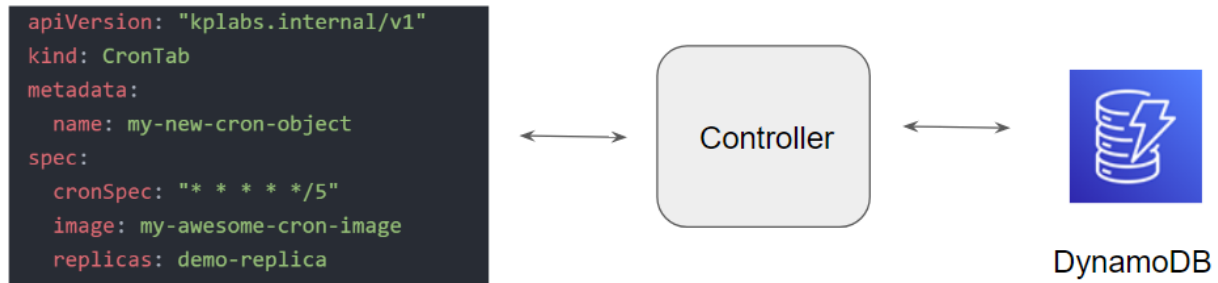 apiVersion: "kplabs.internal/v1"
kind: CronTab
metadata:
  name: my-new-cron-object
spec:
  cronSpec: "* * * * */5"
  image: my-awesome-cron-image
  replicas: demo-replica
Controller
DynamoDB